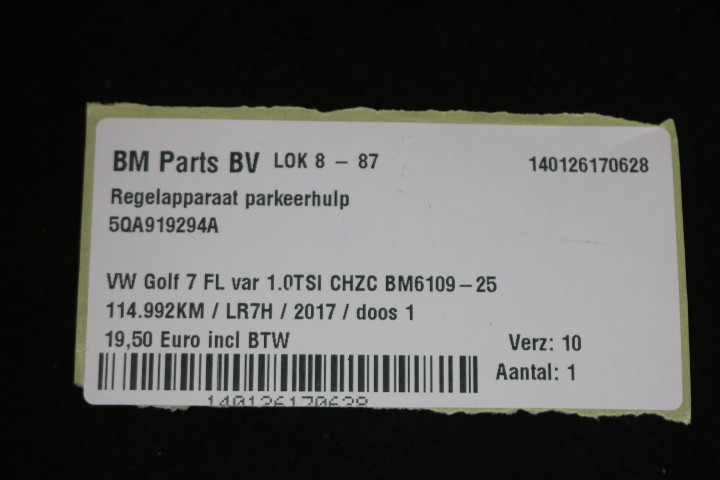 BM Parts BV LOK 8 – 87 140126170628
Regelapparaat parkeerhulp
5QA919294A
VW Golf 7 FL var 1.0TSI CHZC BM6109–25
114.992KM / LR7H / 2017 / doos 1
19,50 Euro incl BTW Verz: 10
Aantal: 1
140126170628